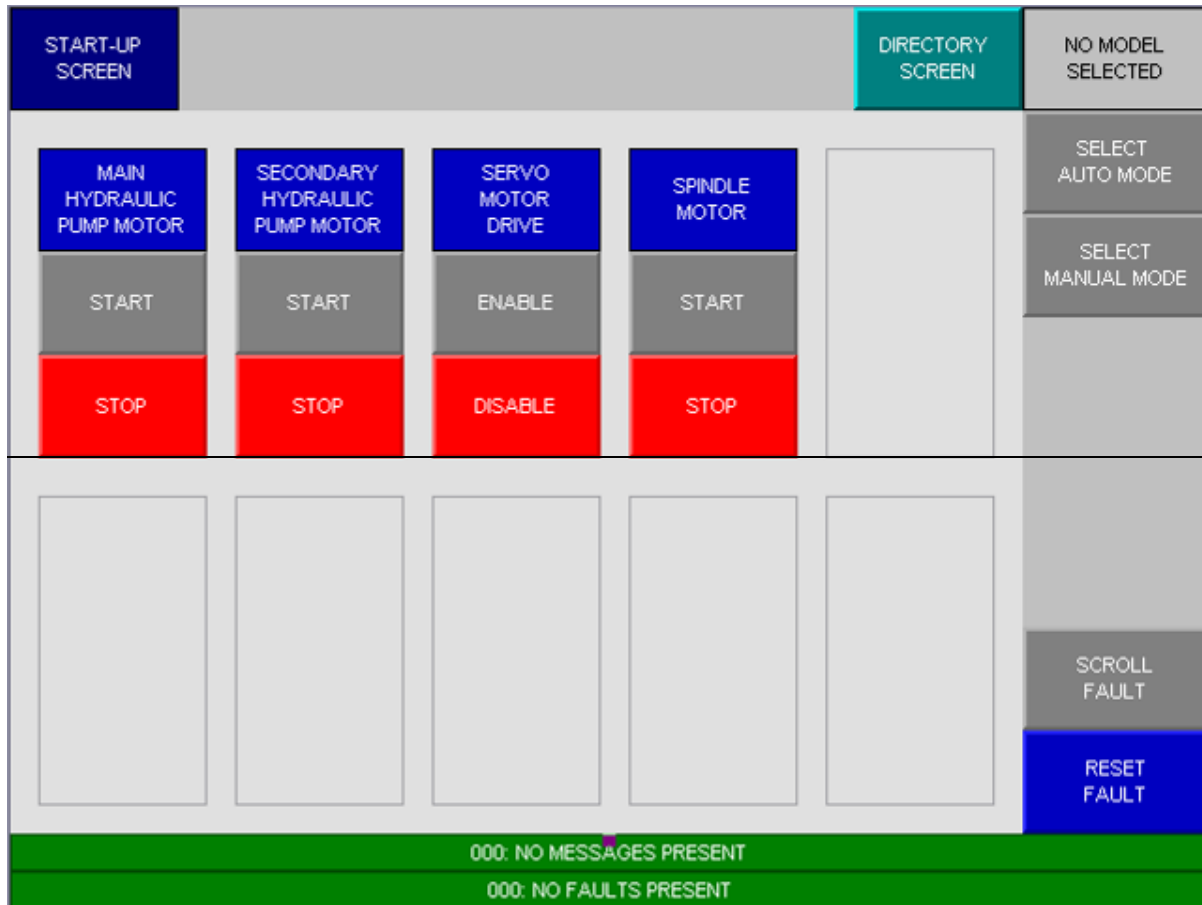 START-UP
SCREEN
DIRECTORY
SCREEN
NO MODEL
SELECTED
MAIN
HYDRAULIC
PUMP MOTOR
START
STOP
SECONDARY
HYDRAULIC
PUMP MOTOR
START
STOP
SERVO
MOTOR
DRIVE
ENABLE
DISABLE
SPINDLE
MOTOR
START
STOP
SELECT
AUTO MODE
SELECT
MANUAL MODE
SCROLL
FAULT
RESET
FAULT
000: NO MESSAGES PRESENT
000: NO FAULTS PRESENT